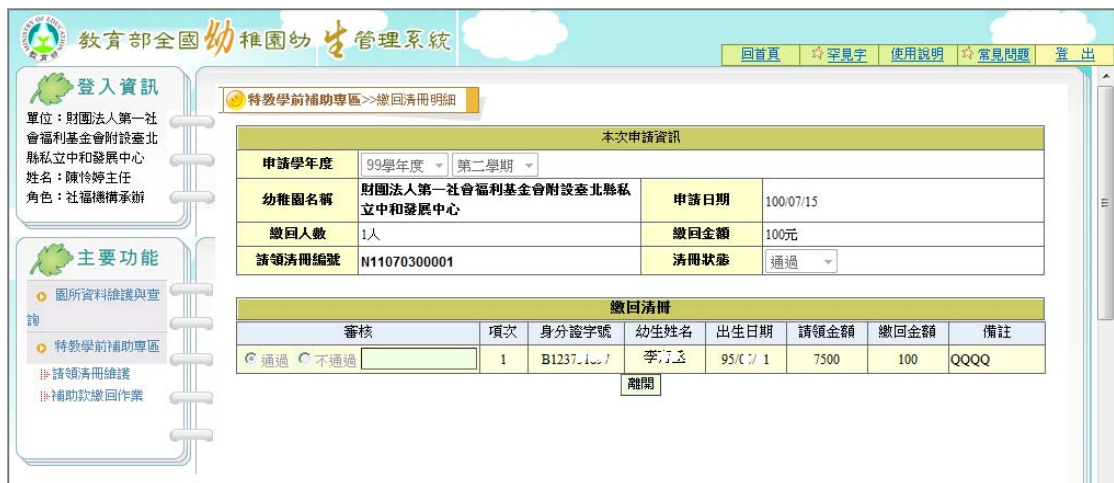 教育部全國幼稚園幼生管理系統
回首頁 罕見字 使用說明 常見問題 登 出
登入資訊
單位：財團法人第一社
會福利基金會附設臺北
縣私立中和發展中心
姓名：陳怜婷主任
角色：社福機構承辦
主要功能
園所資料維護與查
詢
特教學前補助專區
請領清冊維護
補助款繳回作業
特教學前補助專區>>繳回清冊明細
本次申請資訊
申請學年度 99學年度 第二學期
幼稚園名稱 財團法人第一社會福利基金會附設臺北縣私
立中和發展中心 申請日期 100/07/15
繳回人數 1人 繳回金額 100元
請領清冊編號 N11070300001 清冊狀態 通過
繳回清冊
審核 項次 身分證字號 幼生姓名 出生日期 請領金額 繳回金額 備註
通過 不通過 1 7500 100 QQQQ
離開